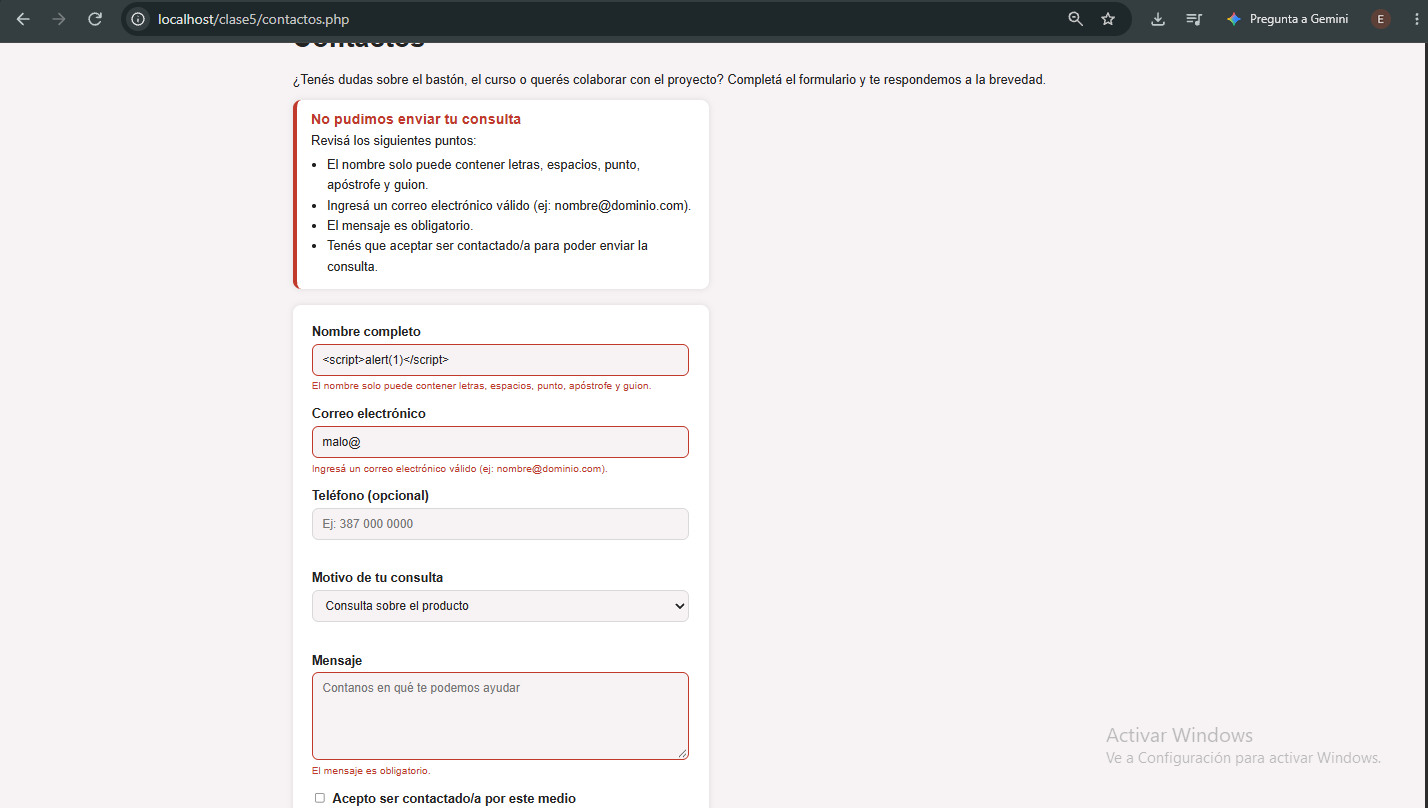 localhost/clase5/contactos.php
Pregunta a Gemini
E
Contactos
¿Tenés dudas sobre el bastón, el curso o querés colaborar con el proyecto? Completá el formulario y te respondemos a la brevedad.
No pudimos enviar tu consulta
Revisá los siguientes puntos:
• El nombre solo puede contener letras, espacios, punto,
apóstrofe y guion.
• Ingresá un correo electrónico válido (ej: nombre@dominio.com).
• El mensaje es obligatorio.
• Tenés que aceptar ser contactado/a para poder enviar la
consulta.
Nombre completo
<script>alert(1)</script>
El nombre solo puede contener letras, espacios, punto, apóstrofe y guion.
Correo electrónico
malo@
Ingresá un correo electrónico válido (ej: nombre@dominio.com).
Teléfono (opcional)
Ej: 387 000 0000
Motivo de tu consulta
Consulta sobre el producto
Mensaje
Contanos en qué te podemos ayudar
El mensaje es obligatorio.
Acepto ser contactado/a por este medio
Activar Windows
Ve a Configuración para activar Windows.